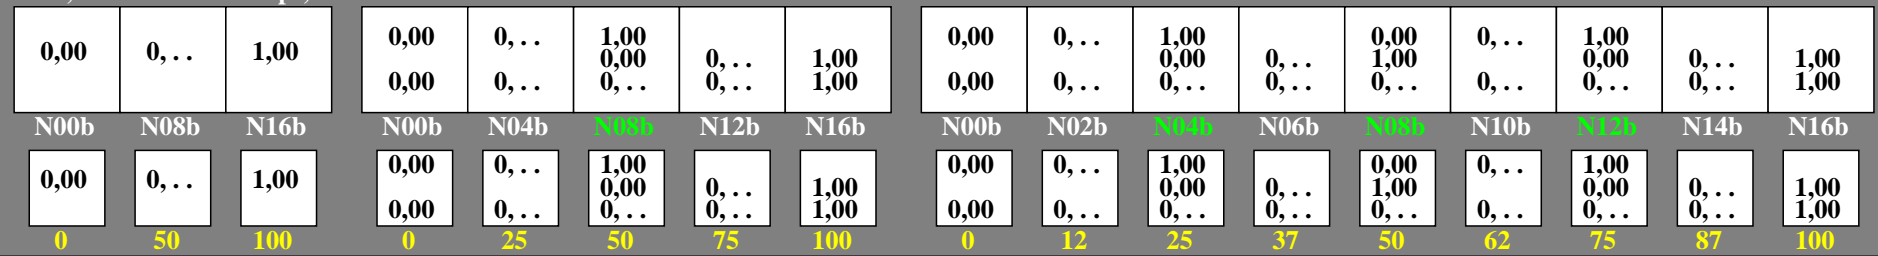 0,00 0, . . 1,00
N00b N08b N16b
0,00 0, . . 1,00
0 50 100
0,00 0, . . 1,00
0,00 0, . . 1,00
0,00 0, . . 0, . . 0, . . 1,00
N00b N04b N08b N12b N16b
0,00 0, . . 1,00
0,00 0, . . 1,00
0,00 0, . . 0, . . 0, . . 1,00
0 25 50 75 100
0,00 0, . . 1,00 0,00 0, . . 1,00
0,00 0, . . 1,00 0,00 0, . . 1,00
0,00 0, . . 0, . . 0, . . 0, . . 0, . . 0, . . 0, . . 1,00
N00b N02b N04b N06b N08b N10b N12b N14b N16b
0,00 0, . . 1,00 0,00 0, . . 1,00
0,00 0, . . 1,00 0,00 0, . . 1,00
0,00 0, . . 0, . . 0, . . 0, . . 0, . . 0, . . 0, . . 1,00
0 12 25 37 50 62 75 87 100